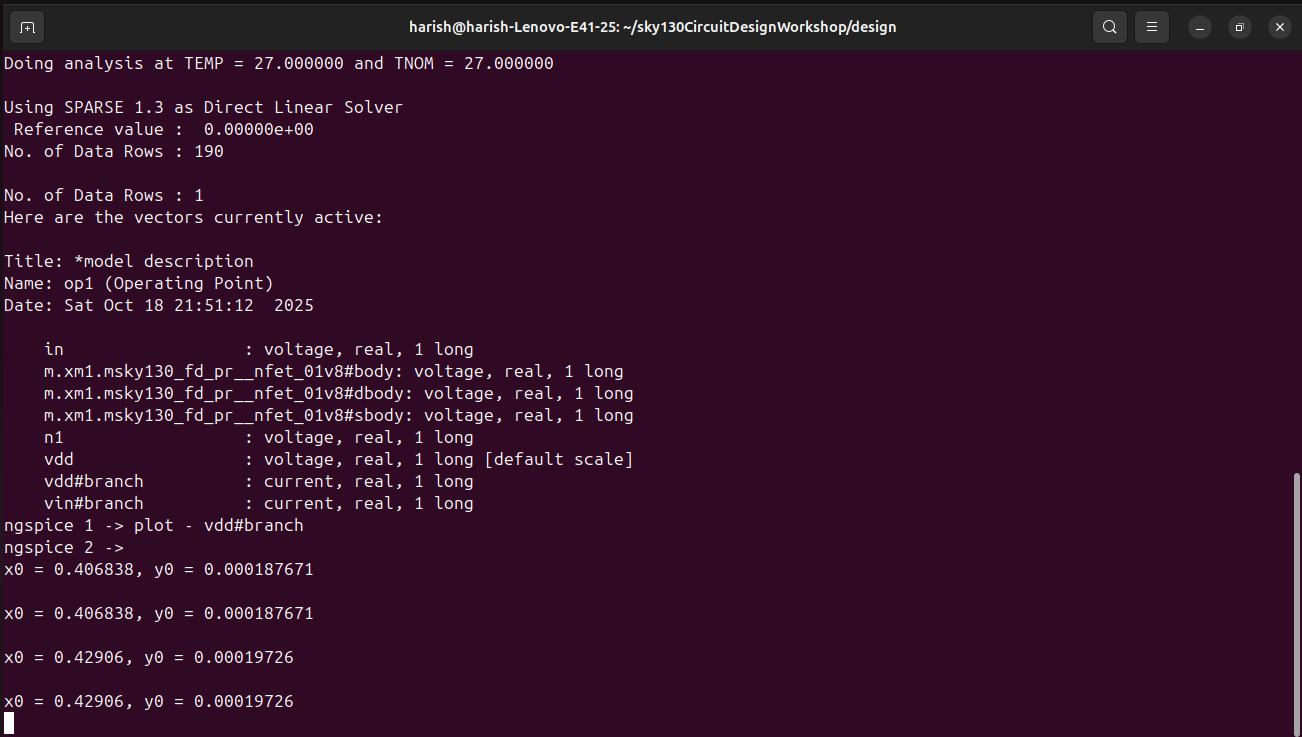 harish@harish-Lenovo-E41-25: ~/sky130CircuitDesignWorkshop/design
Doing analysis at TEMP = 27.000000 and TNOM = 27.000000
Using SPARSE 1.3 as Direct Linear Solver
 Reference value :  0.00000e+00
No. of Data Rows : 190
No. of Data Rows : 1
Here are the vectors currently active:
Title: *model description
Name: op1 (Operating Point)
Date: Sat Oct 18 21:51:12  2025
    in                  : voltage, real, 1 long
    m.xm1.msky130_fd_pr__nfet_01v8#body: voltage, real, 1 long
    m.xm1.msky130_fd_pr__nfet_01v8#dbody: voltage, real, 1 long
    m.xm1.msky130_fd_pr__nfet_01v8#sbody: voltage, real, 1 long
    n1                  : voltage, real, 1 long
    vdd                 : voltage, real, 1 long [default scale]
    vdd#branch          : current, real, 1 long
    vin#branch          : current, real, 1 long
ngspice 1 -> plot - vdd#branch
ngspice 2 ->
x0 = 0.406838, y0 = 0.000187671
x0 = 0.406838, y0 = 0.000187671
x0 = 0.42906, y0 = 0.00019726
x0 = 0.42906, y0 = 0.00019726